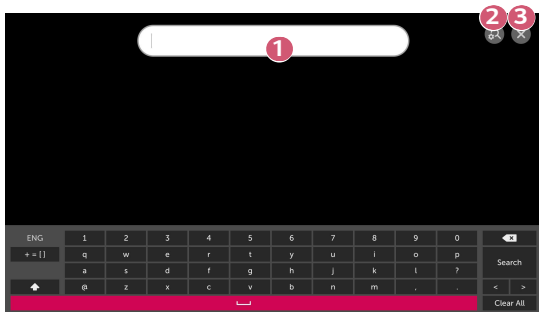 2 3
1
ENG 1 2 3 4 5 6 7 8 9 0
+ = [ ] q w e r t y u i o p
a s d f g h j k l ? Search
@ z x c v b n m , . < >
Clear All